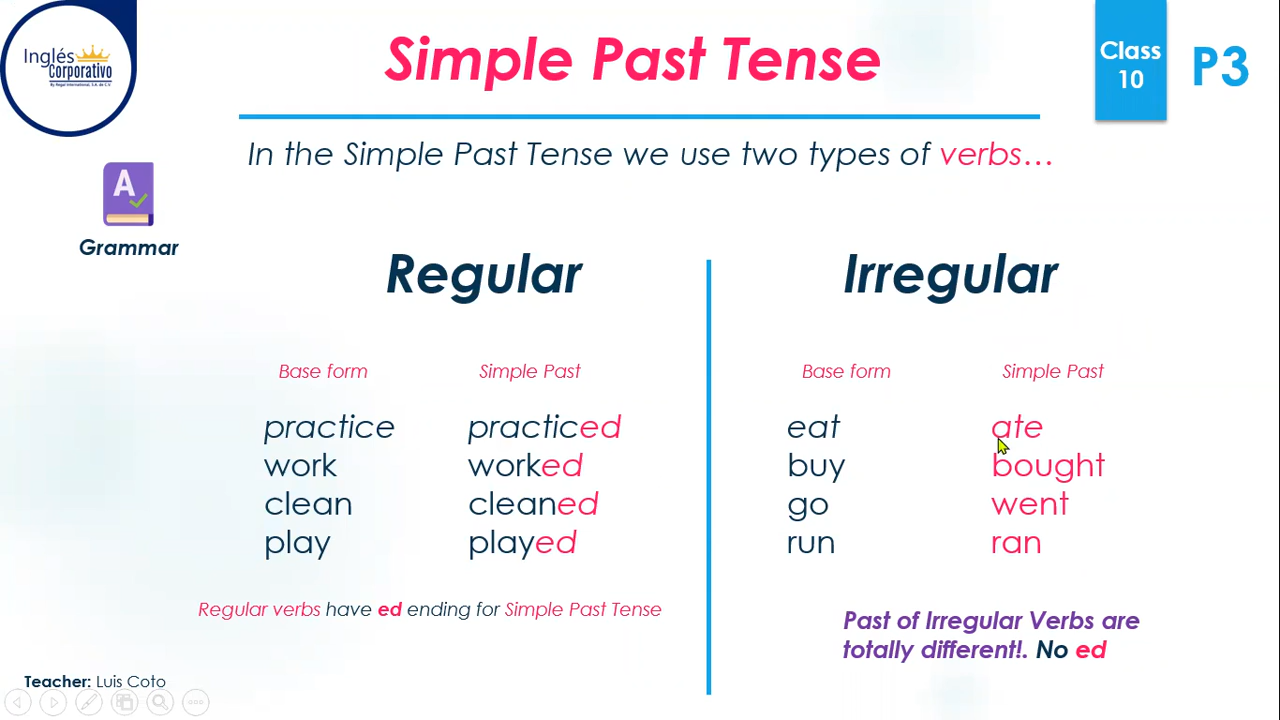 Inglés
Corporativo
By Regal International, S.A. de C.V
Simple Past Tense
Class
10
P3
In the Simple Past Tense we use two types of verbs…
A
Grammar
Regular
Irregular
Base form Simple Past
Base form Simple Past
practice practiced
work worked
clean cleaned
play played
eat ate
buy bought
go went
run ran
Regular verbs have ed ending for Simple Past Tense
Past of Irregular Verbs are
totally different!. No ed
Teacher: Luis Coto